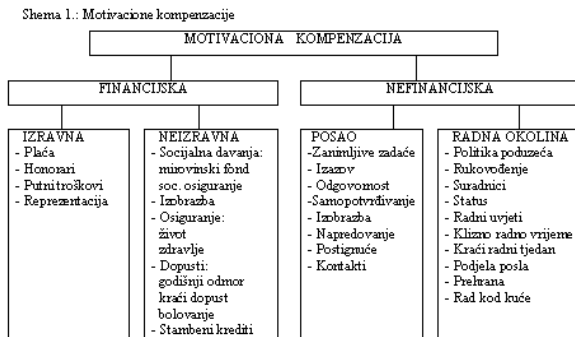 Shema 1.: Motivacione kompenzacije
MOTIVACIONA KOMPENZACIJA
FINANCIJSKA
NEFINANCIJSKA
IZRAVNA
- Plaća
- Honorari
- Putni troškovi
- Reprezentacija
NEIZRAVNA
- Socijalna davanja:
mirovinski fond
soc. osiguranje
- Izobrazba
- Osiguranje:
život
zdravlje
- Dopusti:
godišnji odmor
kraći dopust
bolovanje
- Stambeni krediti
POSAO
-Zanimljive zadaće
- Izazov
- Odgovornost
-Samopotvrđivanje
- Izobrazba
- Napredovanje
- Postignuće
- Kontakti
RADNA OKOLINA
- Politika poduzeća
- Rukovođenje
- Suradnici
- Status
- Radni uvjeti
- Klizno radno vrijeme
- Kraći radni tjedan
- Podjela posla
- Prehrana
- Rad kod kuće